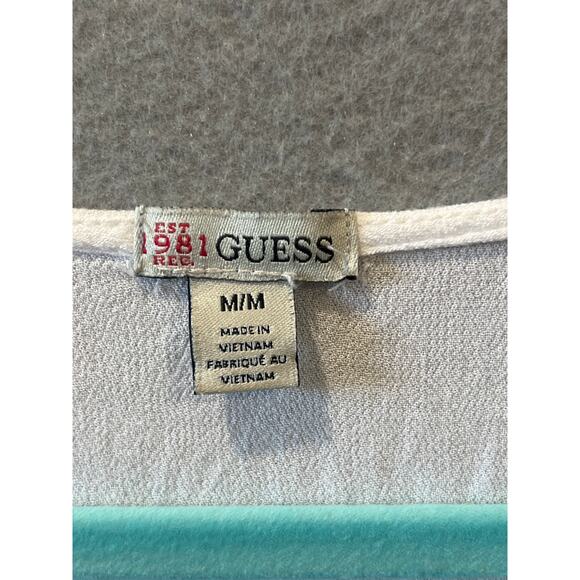 EST
1981 GUESS
REG.
M/M
MADE IN
VIETNAM
FABRIQUÉ AU
VIETNAM